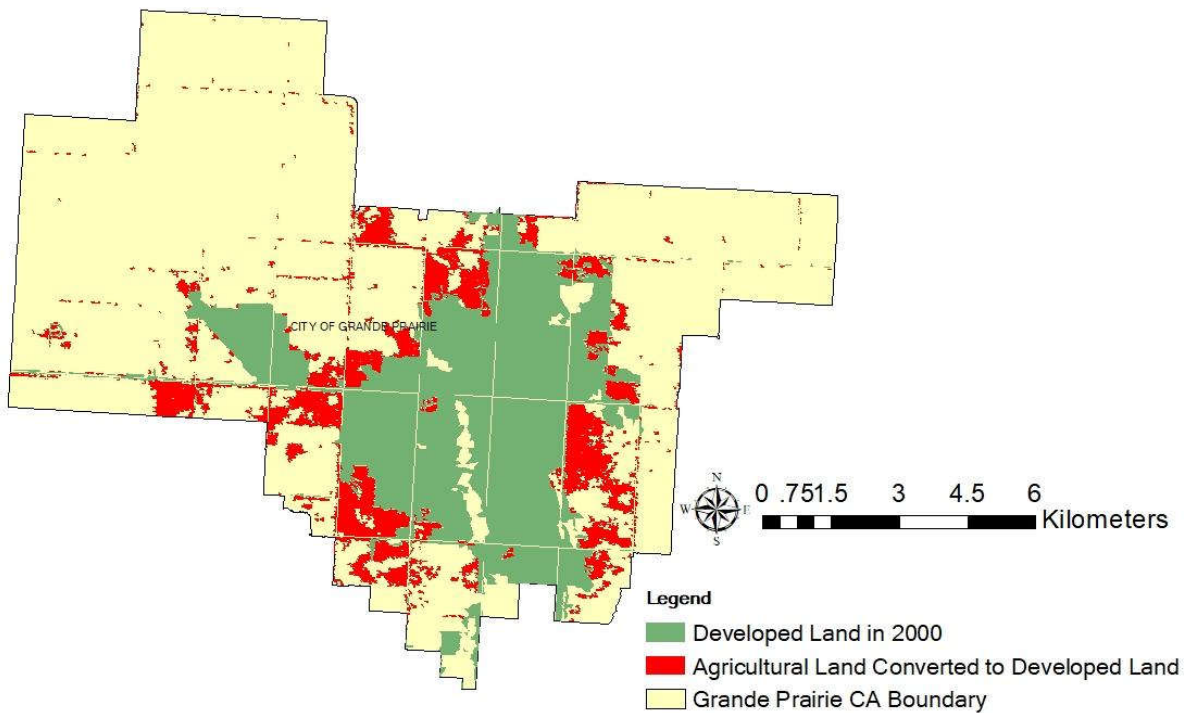 CITY OF GRANDE PRAIRIE
N
W E
S
0 .751.5 3 4.5 6
Kilometers
Legend
Developed Land in 2000
Agricultural Land Converted to Developed Land
Grande Prairie CA Boundary